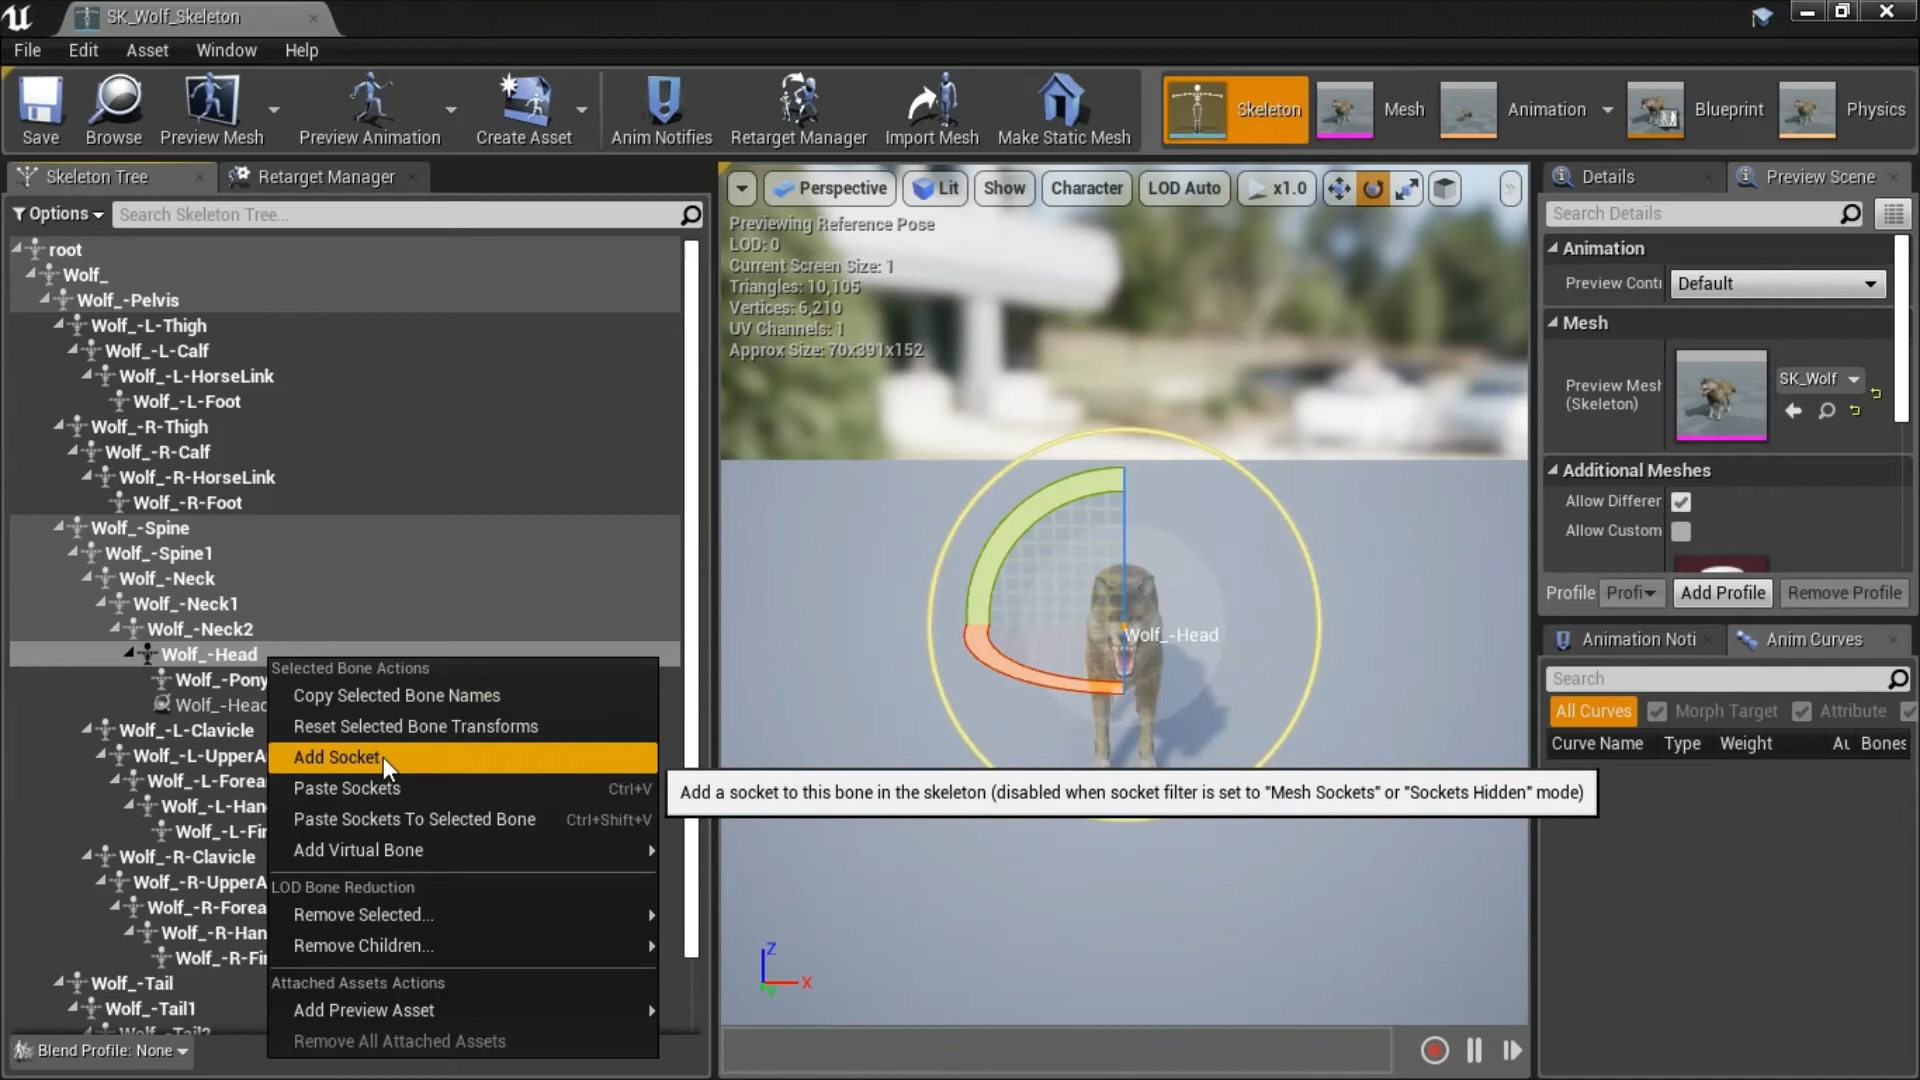 SK_Wolf_Skeleton
File Edit Asset Window Help
Save Browse Preview Mesh Preview Animation Create Asset Anim Notifies Retarget Manager Import Mesh Make Static Mesh Skeleton Mesh Animation Blueprint Physics
Skeleton Tree Retarget Manager
Options Search Skeleton Tree...
root
Wolf_
Wolf_-Pelvis
Wolf_-L-Thigh
Wolf_-L-Calf
Wolf_-L-HorseLink
Wolf_-L-Foot
Wolf_-R-Thigh
Wolf_-R-Calf
Wolf_-R-HorseLink
Wolf_-R-Foot
Wolf_-Spine
Wolf_-Spine1
Wolf_-Neck
Wolf_-Neck1
Wolf_-Neck2
Wolf_-Head
Wolf_-Pony
Wolf_-Head
Wolf_-L-Clavicle
Wolf_-L-UpperA
Wolf_-L-Forea
Wolf_-L-Han
Wolf_-L-Fi
Wolf_-R-Clavicle
Wolf_-R-UpperA
Wolf_-R-Forea
Wolf_-R-Han
Wolf_-R-Fi
Wolf_-Tail
Wolf_-Tail1
Wolf_-Tail2
Blend Profile: None
Selected Bone Actions
Copy Selected Bone Names
Reset Selected Bone Transforms
Add Socket
Paste Sockets Ctrl+V
Paste Sockets To Selected Bone Ctrl+Shift+V
Add Virtual Bone
LOD Bone Reduction
Remove Selected...
Remove Children...
Attached Assets Actions
Add Preview Asset
Remove All Attached Assets
Add a socket to this bone in the skeleton (disabled when socket filter is set to "Mesh Sockets" or "Sockets Hidden" mode)
Perspective Lit Show Character LOD Auto x1.0
Previewing Reference Pose
LOD: 0
Current Screen Size: 1
Triangles: 10,105
Vertices: 6,210
UV Channels: 1
Approx Size: 70x391x152
Wolf_-Head
Z
X
Y
Details Preview Scene
Search Details
Animation
Preview Contr Default
Mesh
Preview Mesh
(Skeleton)
SK_Wolf
Additional Meshes
Allow Differer
Allow Custom
Profile Profi Add Profile Remove Profile
Animation Noti Anim Curves
Search
All Curves Morph Target Attribute
Curve Name Type Weight Au Bones